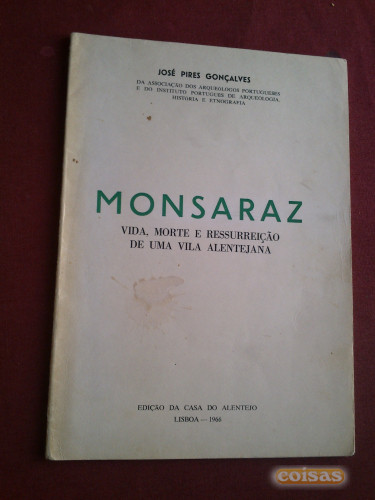 JOSÉ PIRES GONÇALVES
DA ASSOCIAÇÃO DOS ARQUEÓLOGOS PORTUGUESES
E DO INSTITUTO PORTUGUÊS DE ARQUEOLOGIA,
HISTÓRIA E ETNOGRAFIA
MONSARAZ
VIDA, MORTE E RESSURREIÇÃO
DE UMA VILA ALENTEJANA
EDIÇÃO DA CASA DO ALENTEJO
LISBOA — 1966
coisas